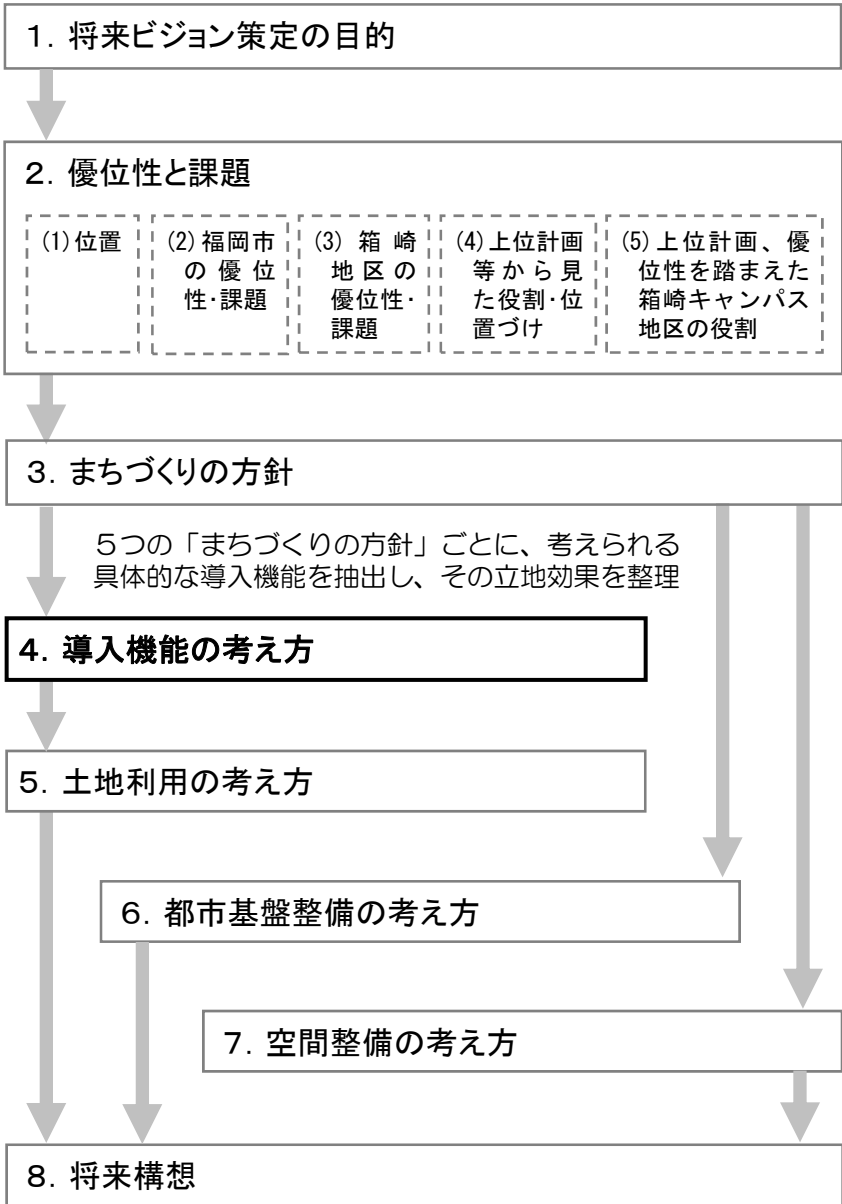 １．将来ビジョン策定の目的
２．優位性と課題
(1)位置
(2)福岡市
の優位
性・課題
(3) 箱崎
地区の
優位性・
課題
(4)上位計画
等から見
た役割・位
置づけ
(5)上位計画、優
位性を踏まえた
箱崎キャンパス
地区の役割
３．まちづくりの方針
５つの「まちづくりの方針」ごとに、考えられる
具体的な導入機能を抽出し、その立地効果を整理
４．導入機能の考え方
５．土地利用の考え方
６．都市基盤整備の考え方
７．空間整備の考え方
８．将来構想